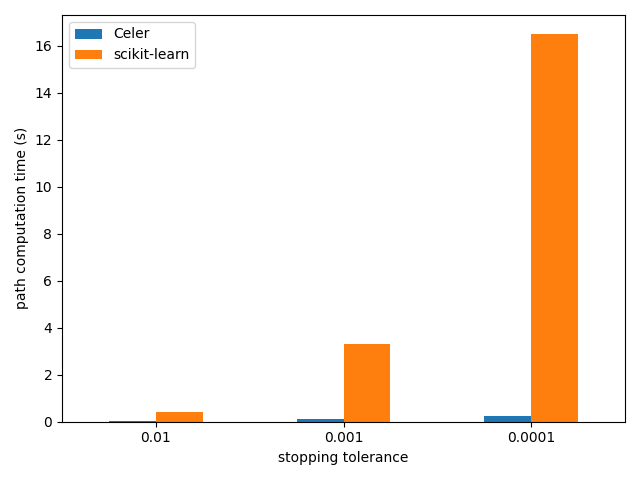 Celer
scikit-learn
path computation time (s)
16
14
12
10
8
6
4
2
0
0.01 0.001 0.0001
stopping tolerance